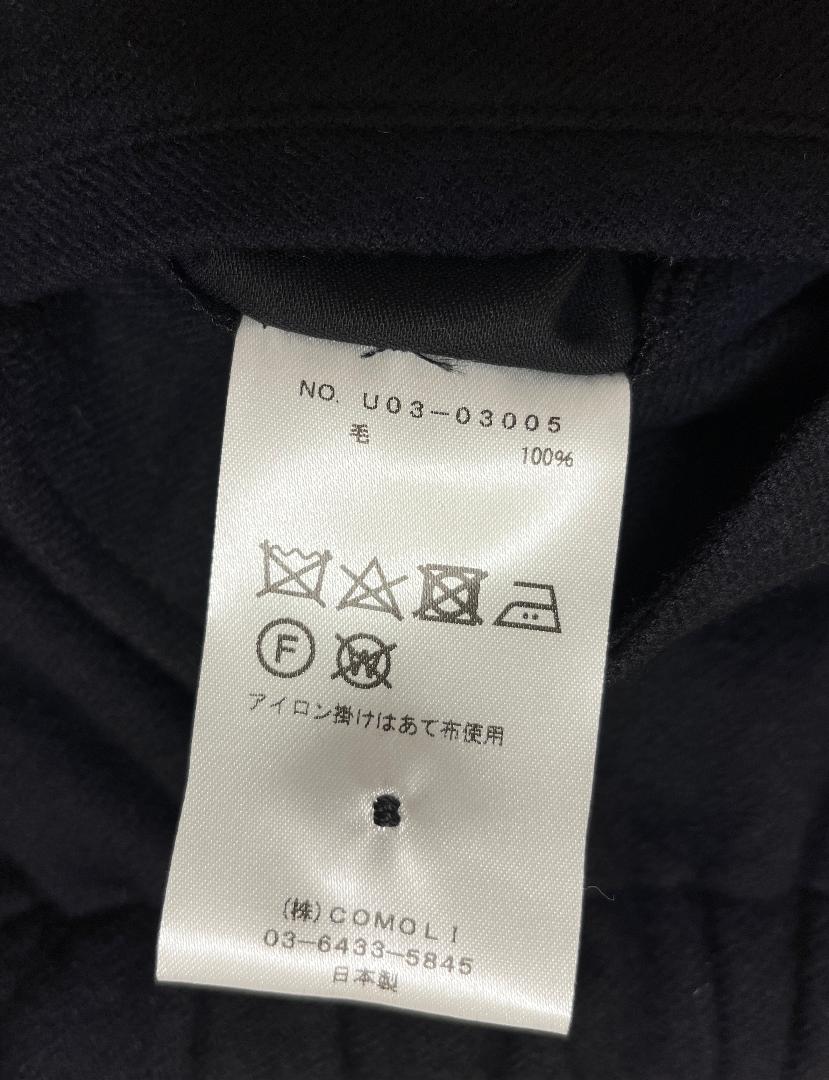 NO. U03-03005
毛 100%
F W
アイロン掛けはあて布使用
(株)COMOLI
03-6433-5845
日本製